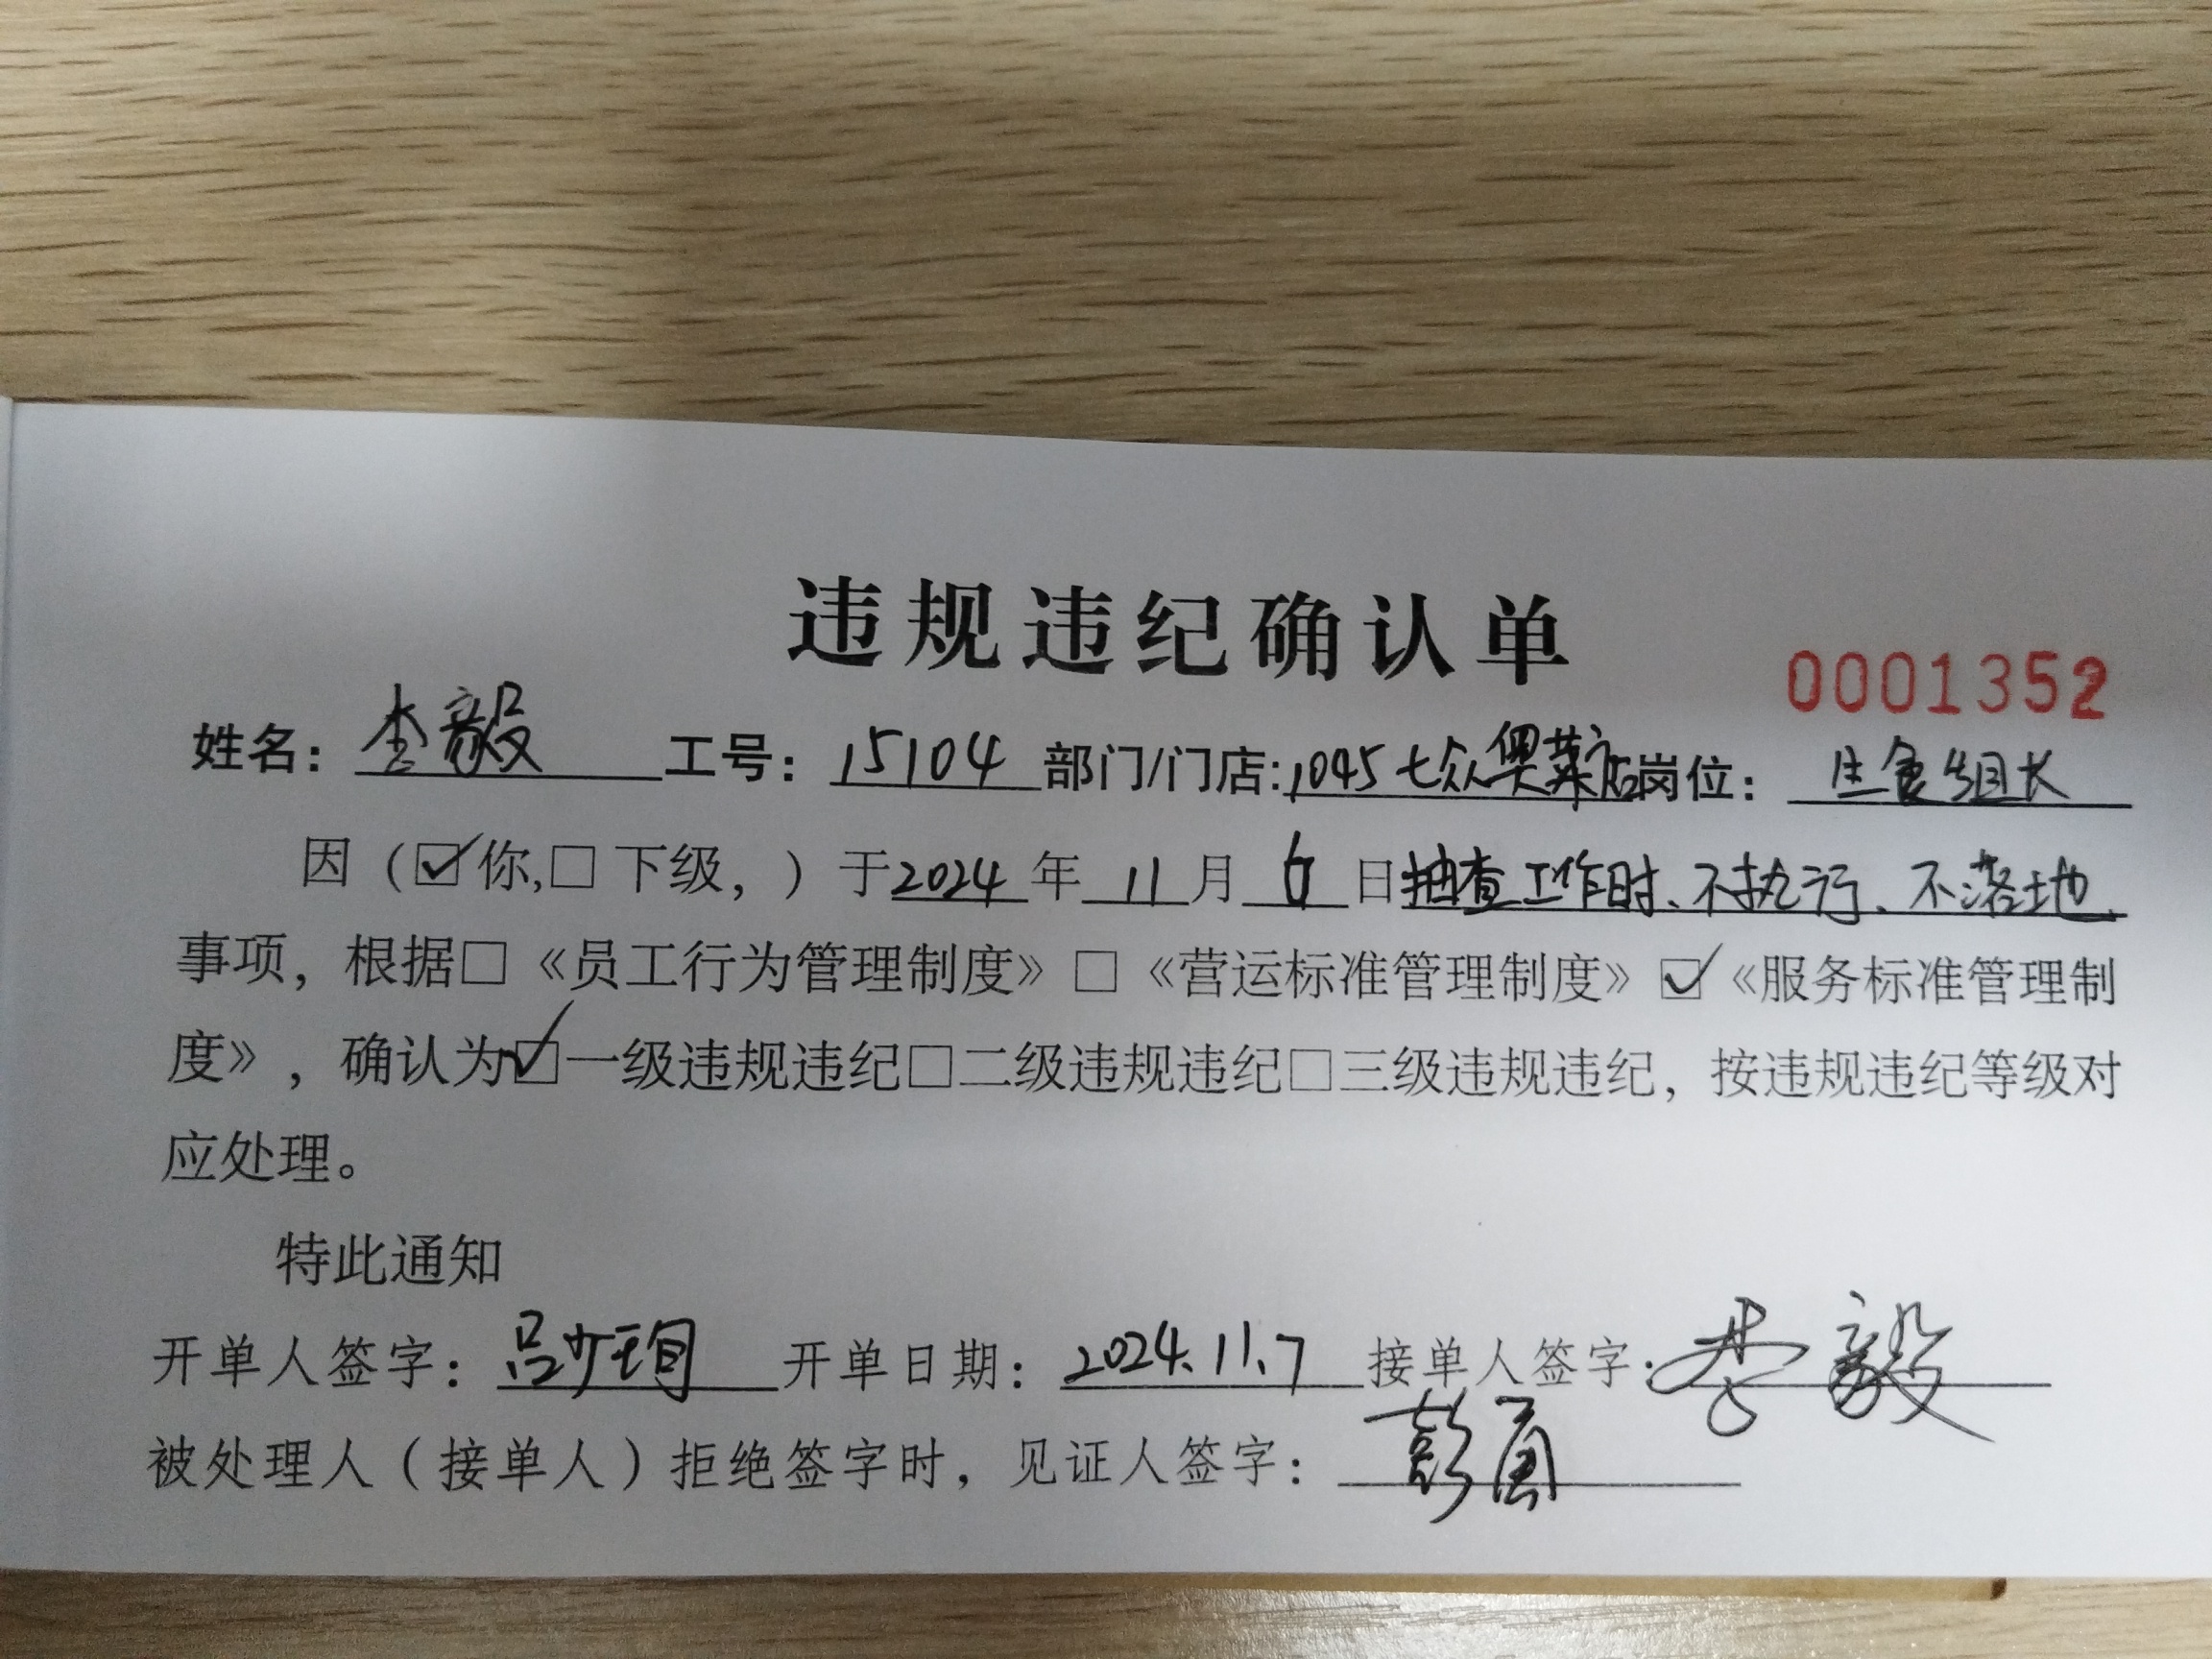 违规违纪确认单
0001352
姓名：李毅 工号：15104 部门/门店:1045七众奥莱店岗位：生食组长
因（☑你,□下级，）于2024年11月6日抽查工作时、不执行、不落地、
事项，根据□《员工行为管理制度》□《营运标准管理制度》☑《服务标准管理制
度》，确认为☑一级违规违纪□二级违规违纪□三级违规违纪，按违规违纪等级对
应处理。
特此通知
开单人签字：吕少珣 开单日期：2024.11.7 接单人签字：李毅
被处理人（接单人）拒绝签字时，见证人签字：彭勇